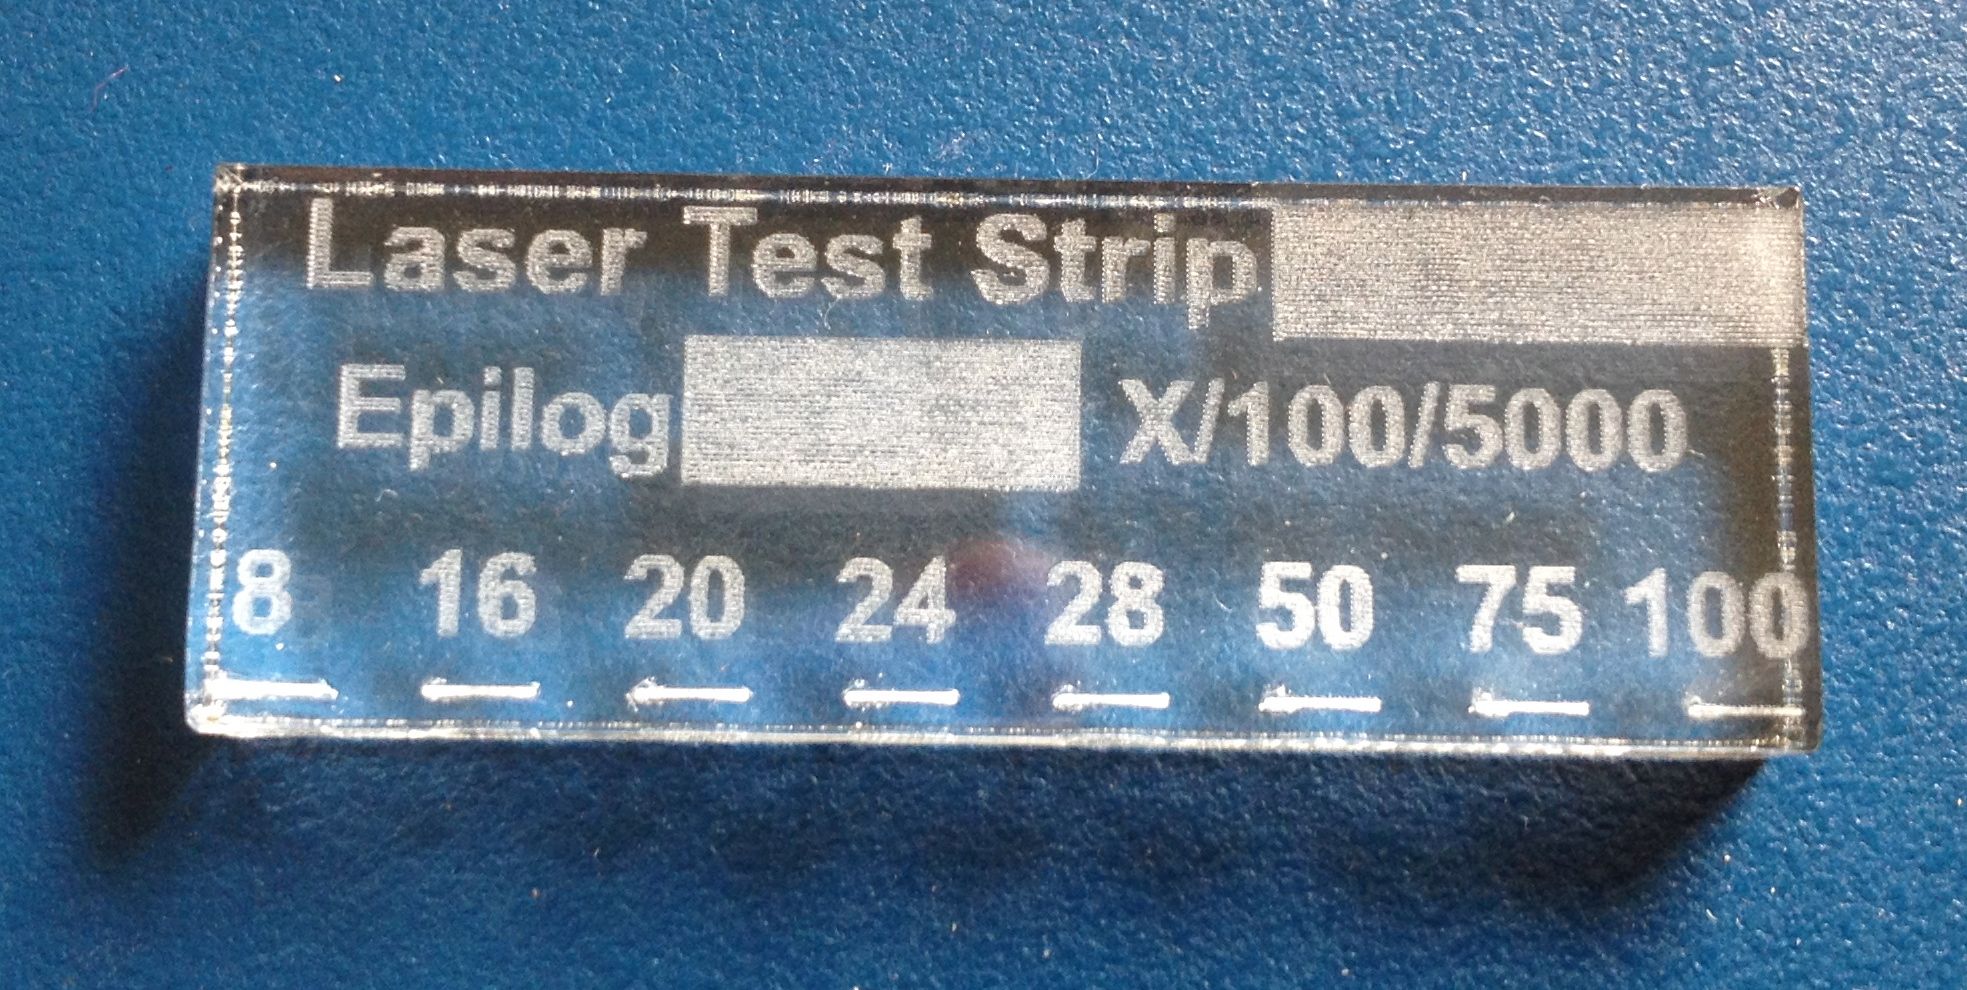 Laser Test Strip
Epilog X/100/5000
8 16 20 24 28 50 75 100